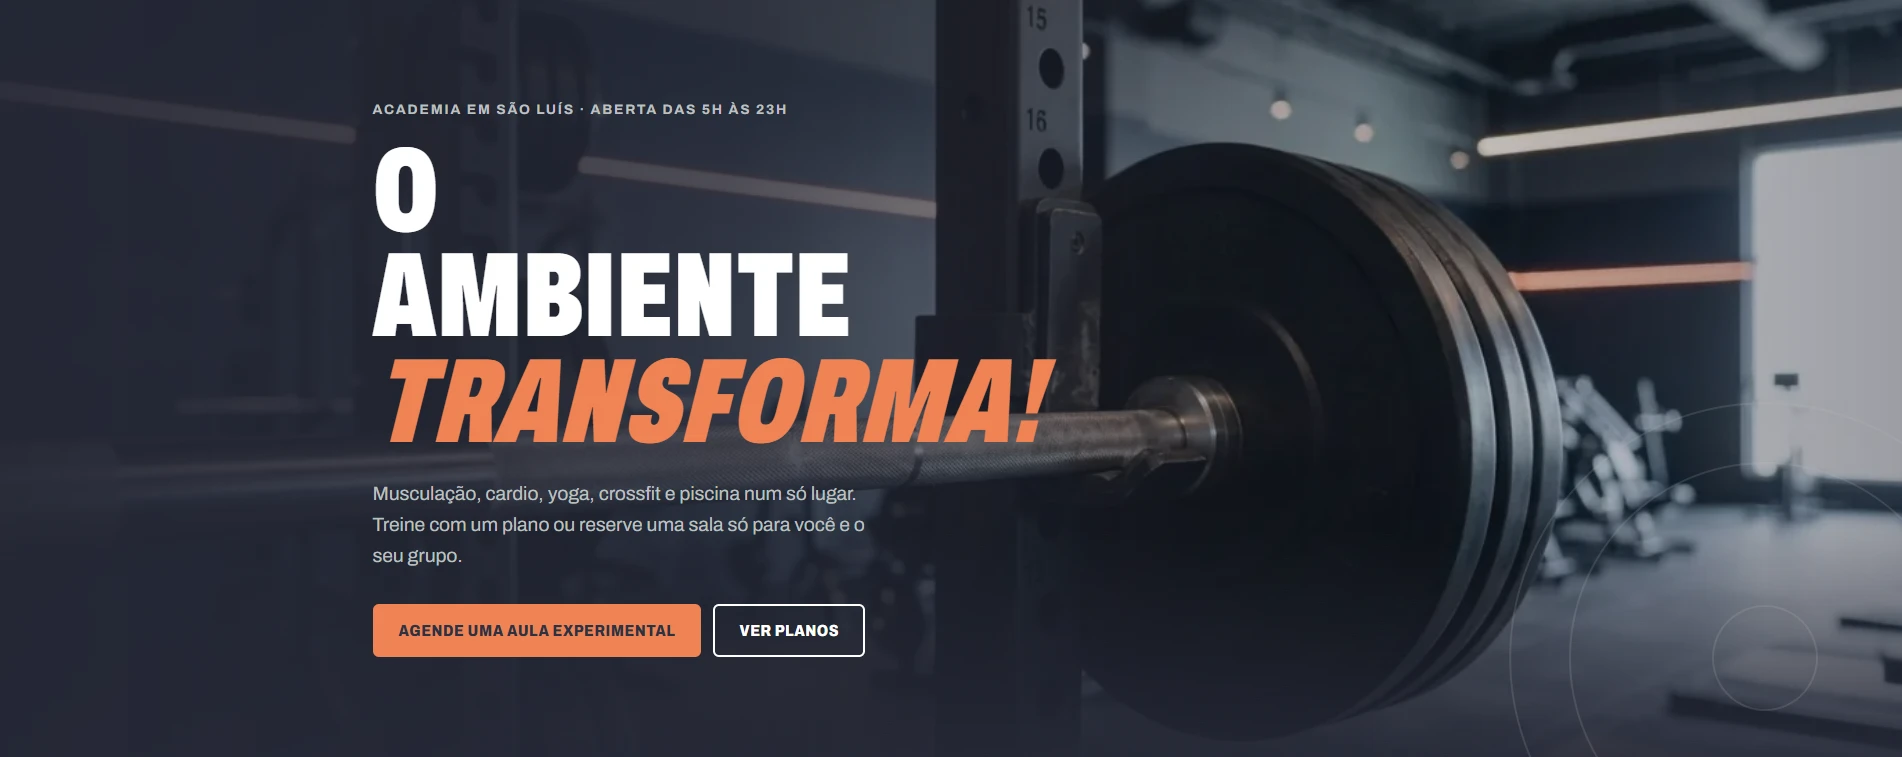 15
16
ACADEMIA EM SÃO LUÍS · ABERTA DAS 5H ÀS 23H
O
AMBIENTE
TRANSFORMA!
Musculação, cardio, yoga, crossfit e piscina num só lugar.
Treine com um plano ou reserve uma sala só para você e o
seu grupo.
AGENDE UMA AULA EXPERIMENTAL
VER PLANOS